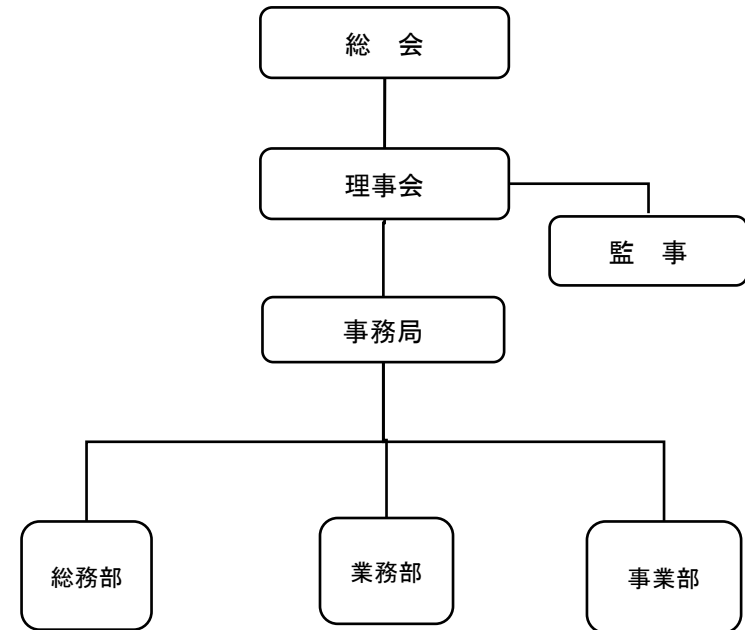 総　会
理事会
監　事
事務局
総務部
業務部
事業部